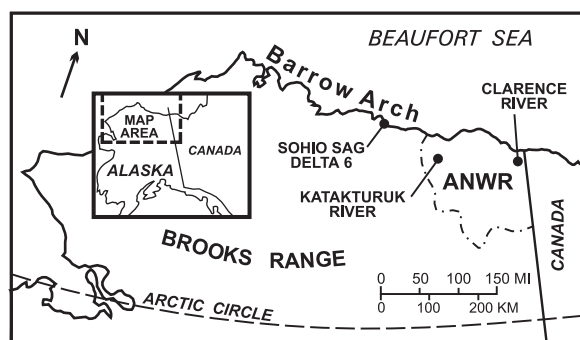 N
BEAUFORT SEA
Barrow Arch
CLARENCE
RIVER
MAP
AREA
CANADA
ALASKA
SOHIO SAG
DELTA 6
KATAKTURUK
RIVER
ANWR
BROOKS RANGE
CANADA
0 50 100 150 MI
0 100 200 KM
ARCTIC CIRCLE